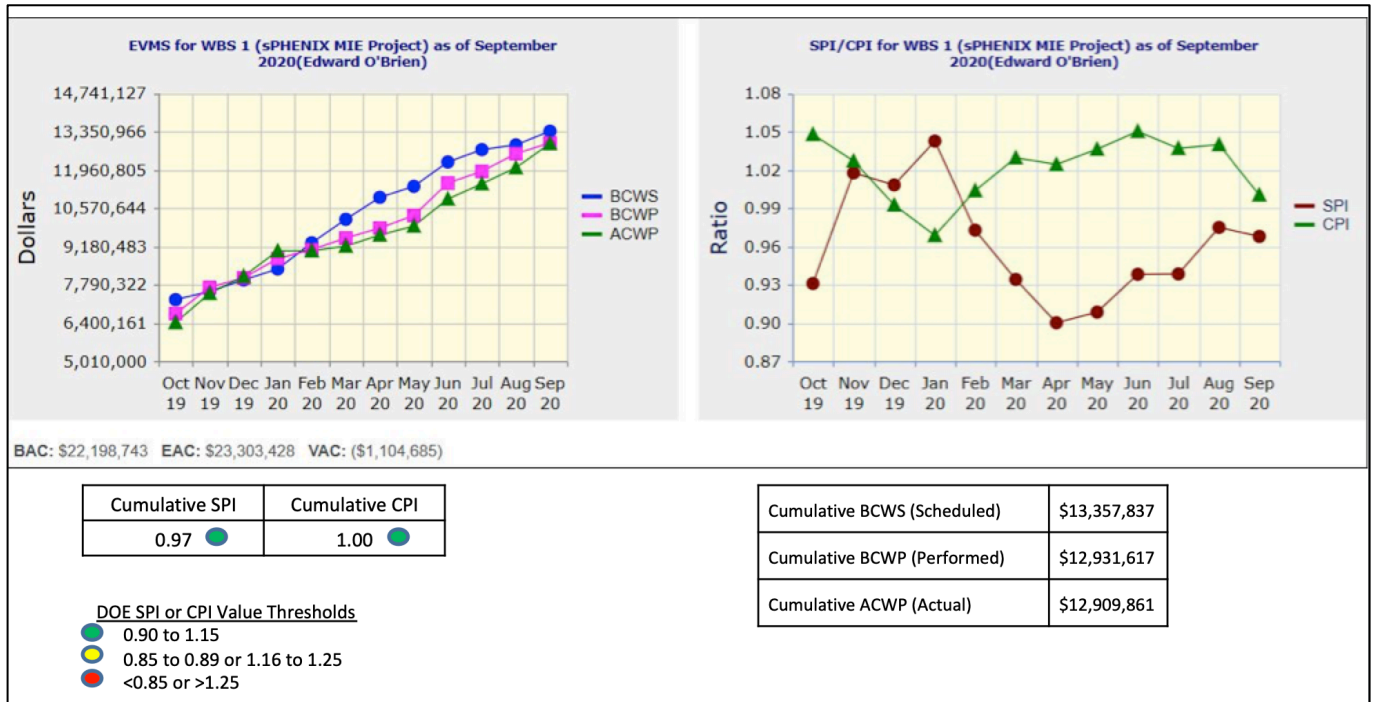 EVMS for WBS 1 (sPHENIX MIE Project) as of September
2020(Edward O'Brien)
14,741,127
13,350,966
11,960,805
10,570,644
9,180,483
7,790,322
6,400,161
5,010,000
Dollars
Oct Nov Dec Jan Feb Mar Apr May Jun Jul Aug Sep
19 19 19 20 20 20 20 20 20 20 20 20
BCWS
BCWP
ACWP
SPI/CPI for WBS 1 (sPHENIX MIE Project) as of September
2020(Edward O'Brien)
1.08
1.05
1.02
0.99
0.96
0.93
0.90
0.87
Ratio
Oct Nov Dec Jan Feb Mar Apr May Jun Jul Aug Sep
19 19 19 20 20 20 20 20 20 20 20 20
SPI
CPI
BAC: $22,198,743 EAC: $23,303,428 VAC: ($1,104,685)
Cumulative SPI Cumulative CPI
0.97 1.00
DOE SPI or CPI Value Thresholds
0.90 to 1.15
0.85 to 0.89 or 1.16 to 1.25
<0.85 or >1.25
Cumulative BCWS (Scheduled) $13,357,837
Cumulative BCWP (Performed) $12,931,617
Cumulative ACWP (Actual) $12,909,861